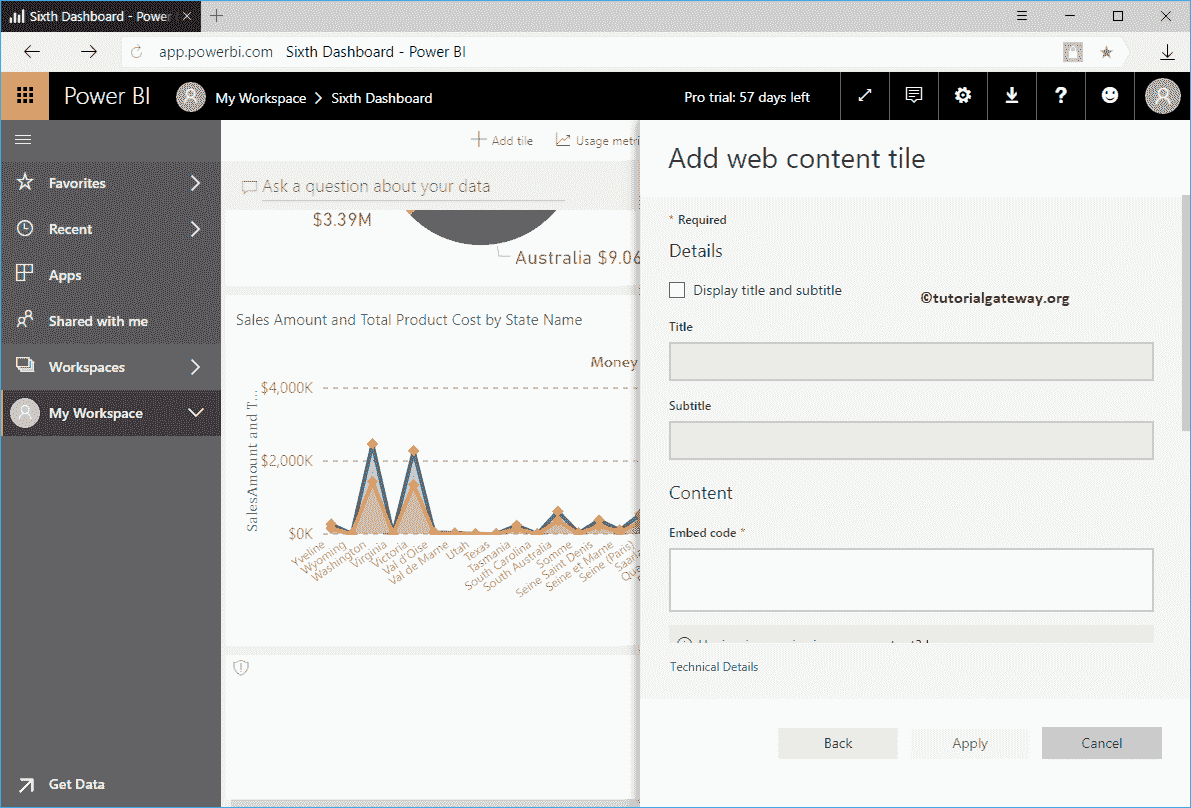 Sixth Dashboard - Power
app.powerbi.com Sixth Dashboard - Power BI
Power BI My Workspace > Sixth Dashboard Pro trial: 57 days left
Favorites
Recent
Apps
Shared with me
Workspaces
My Workspace
Get Data
Add tile Usage metri
Ask a question about your data
$3.39M
Australia $9.06
Sales Amount and Total Product Cost by State Name
Money
SalesAmount and T...
$4,000K
$2,000K
$0K
Yveline
Wyoming
Washington
Virginia
Victoria
Val d'Oise
Val de Marne
Utah
Texas
Tasmania
South Carolina
South Australia
Somme
Seine Saint Denis
Seine et Marne
Seine (Paris)
Add web content tile
* Required
Details
Display title and subtitle
©tutorialgateway.org
Title
Subtitle
Content
Embed code *
Technical Details
Back
Apply
Cancel